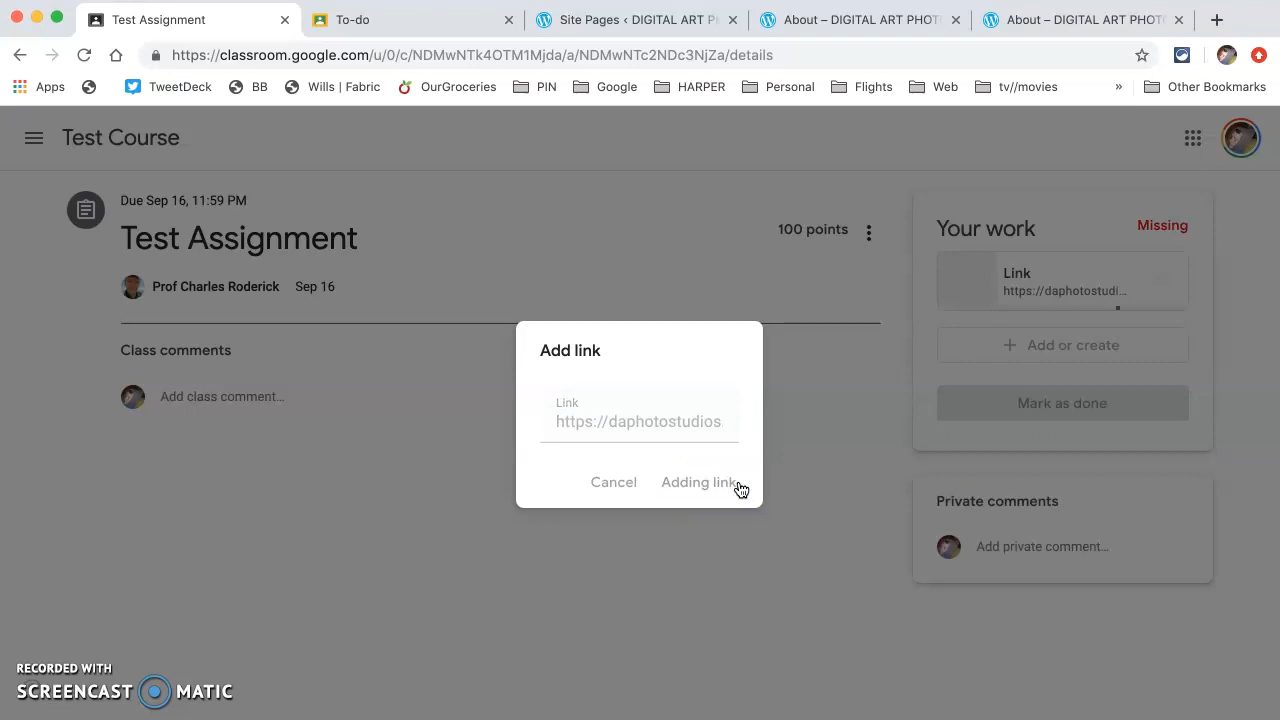 Test Assignment
To-do
Site Pages ‹ DIGITAL ART P
About – DIGITAL ART PHOT
About – DIGITAL ART PHOT
https://classroom.google.com/u/0/c/NDMwNTk4OTM1Mjda/a/NDMwNTc2NDc3NjZa/details
Apps
TweetDeck
BB
Wills | Fabric
OurGroceries
PIN
Google
HARPER
Personal
Flights
Web
tv//movies
»
Other Bookmarks
Test Course
Due Sep 16, 11:59 PM
Test Assignment
100 points
Prof Charles Roderick Sep 16
Class comments
Add class comment...
Your work
Missing
Link
https://daphotostudi...
+ Add or create
Mark as done
Private comments
Add private comment...
Add link
Link
https://daphotostudios
Cancel
Adding link
RECORDED WITH
SCREENCAST MATIC